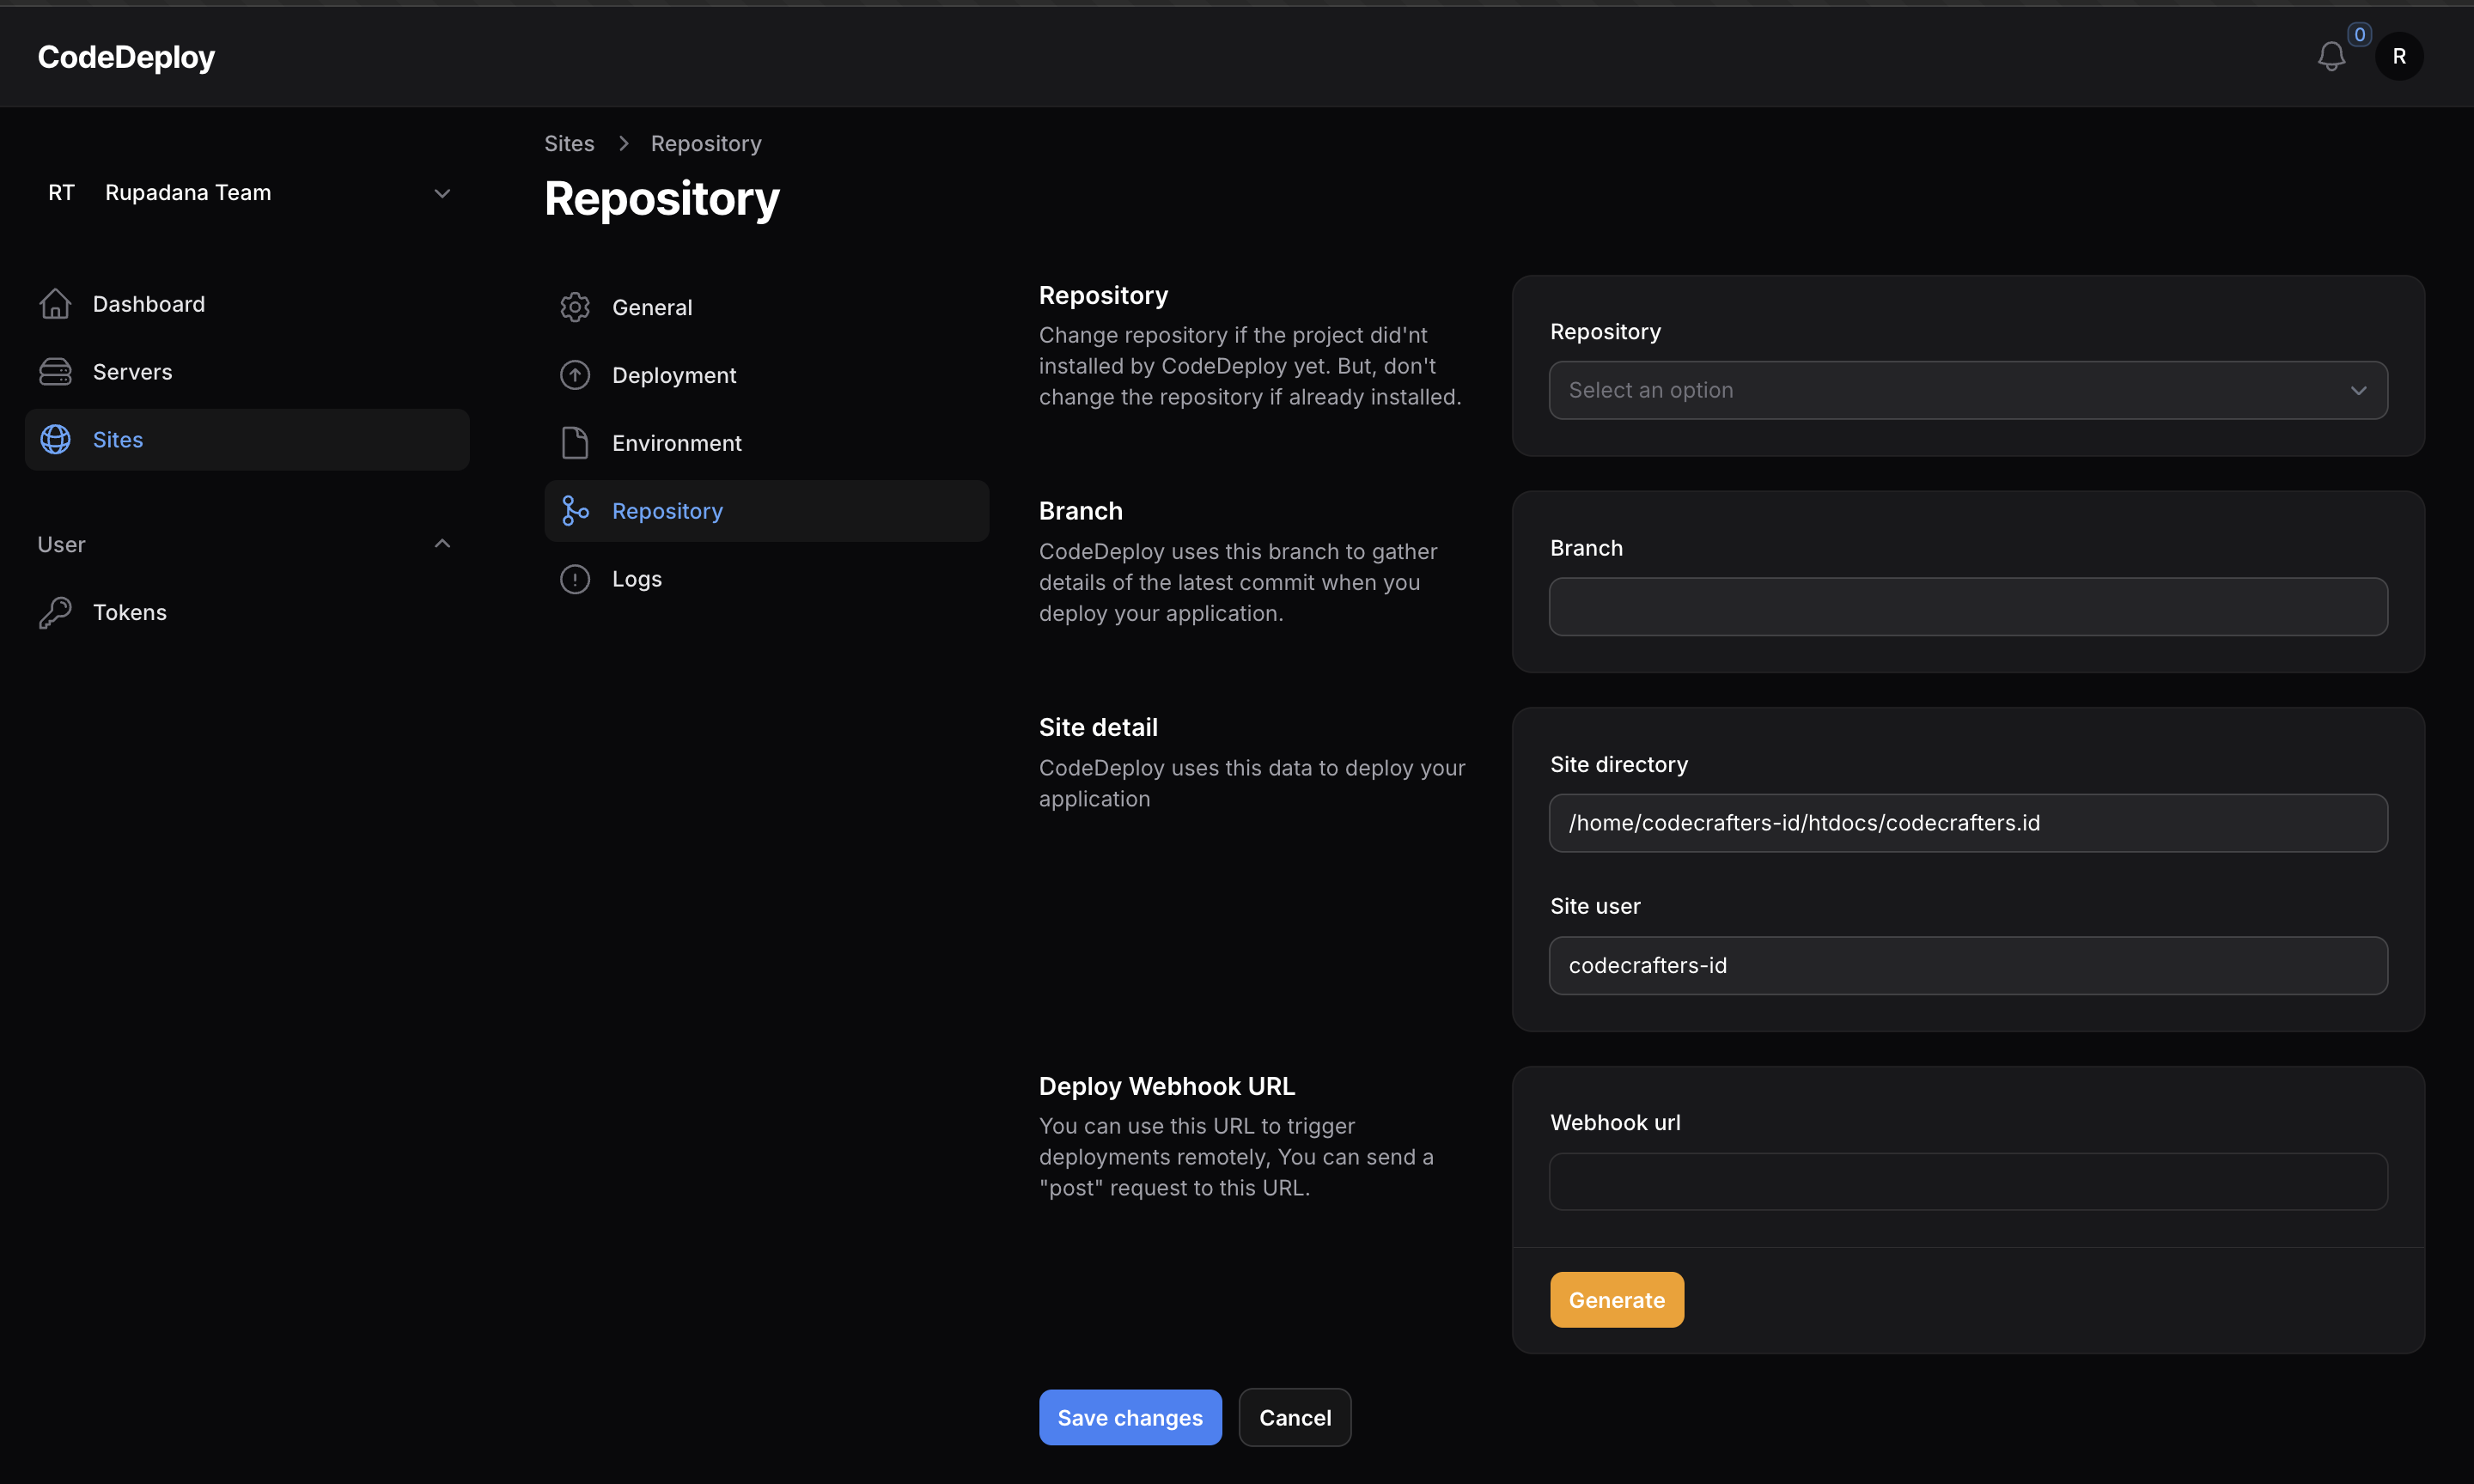 CodeDeploy
0
R
RT Rupadana Team
Dashboard
Servers
Sites
User
Tokens
Sites > Repository
Repository
General
Deployment
Environment
Repository
Logs
Repository
Change repository if the project did'nt
installed by CodeDeploy yet. But, don't
change the repository if already installed.
Repository
Select an option
Branch
CodeDeploy uses this branch to gather
details of the latest commit when you
deploy your application.
Branch
Site detail
CodeDeploy uses this data to deploy your
application
Site directory
/home/codecrafters-id/htdocs/codecrafters.id
Site user
codecrafters-id
Deploy Webhook URL
You can use this URL to trigger
deployments remotely, You can send a
"post" request to this URL.
Webhook url
Generate
Save changes
Cancel